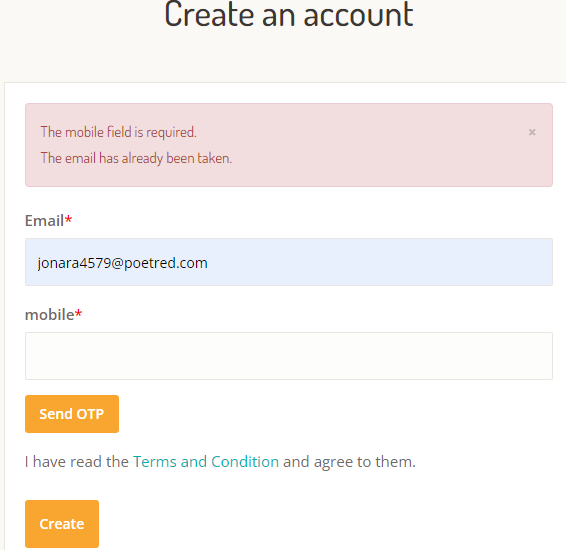 Create an account
The mobile field is required.
×
The email has already been taken.
Email*
jonara4579@poetred.com
mobile*
Send OTP
I have read the Terms and Condition and agree to them.
Create